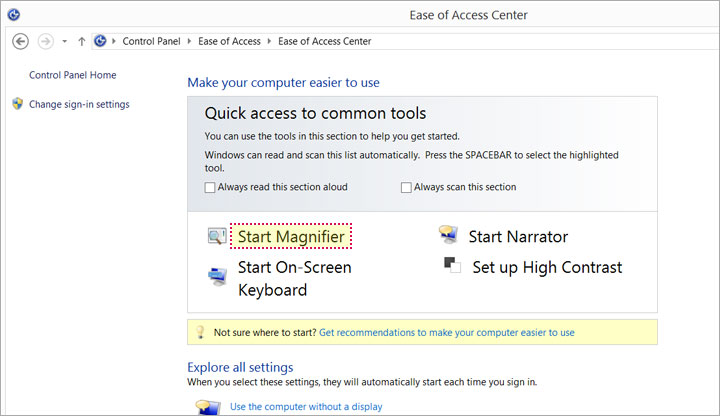 Ease of Access Center
Control Panel Ease of Access Ease of Access Center
Control Panel Home
Change sign-in settings
Make your computer easier to use
Quick access to common tools
You can use the tools in this section to help you get started.
Windows can read and scan this list automatically. Press the SPACEBAR to select the highlighted
tool.
Always read this section aloud
Always scan this section
Start Magnifier
Start Narrator
Start On-Screen
Keyboard
Set up High Contrast
Not sure where to start? Get recommendations to make your computer easier to use
Explore all settings
When you select these settings, they will automatically start each time you sign in.
Use the computer without a display